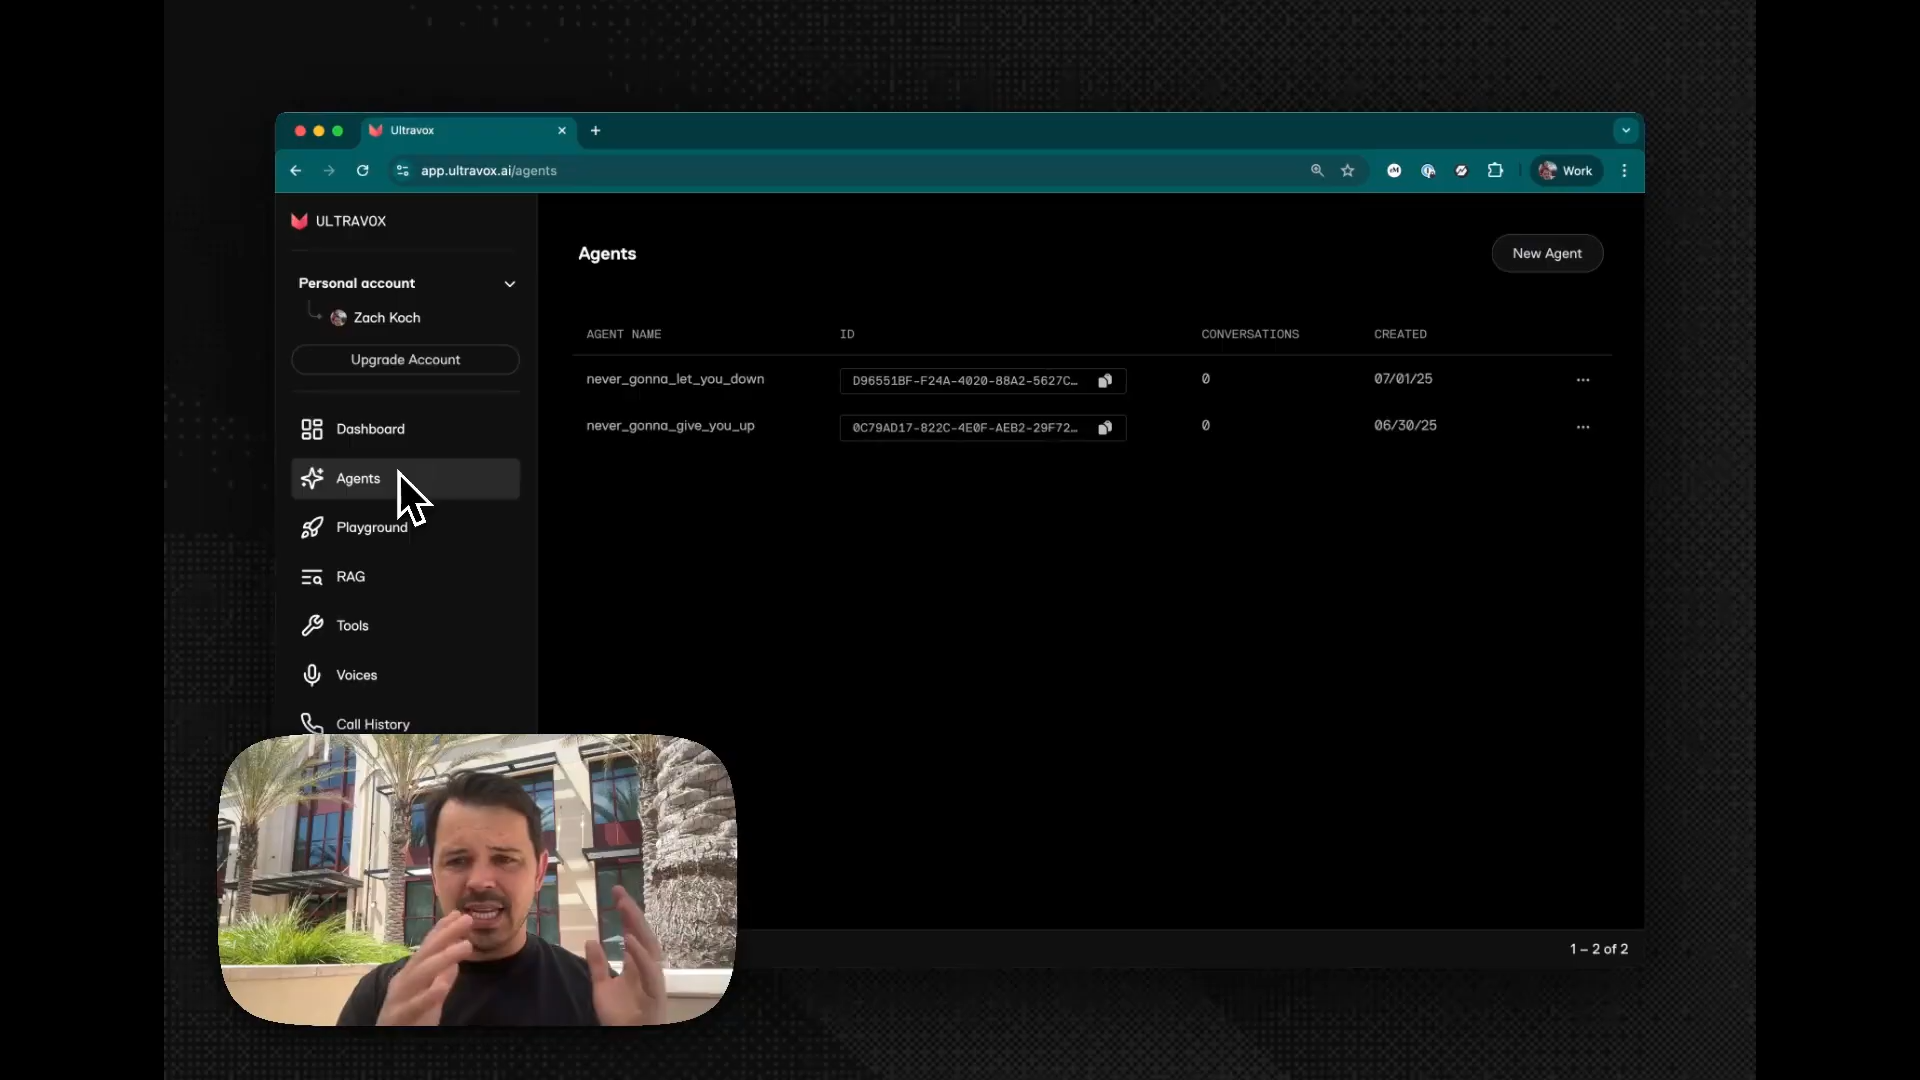 Ultravox
app.ultravox.ai/agents
Work
ULTRAVOX
Personal account
Zach Koch
Upgrade Account
Dashboard
Agents
Playground
RAG
Tools
Voices
Call History
Agents
New Agent
AGENT NAME ID CONVERSATIONS CREATED
never_gonna_let_you_down D96551BF-F24A-4020-88A2-5627C… 0 07/01/25
never_gonna_give_you_up 0C79AD17-822C-4E0F-AEB2-29F72… 0 06/30/25
1 – 2 of 2